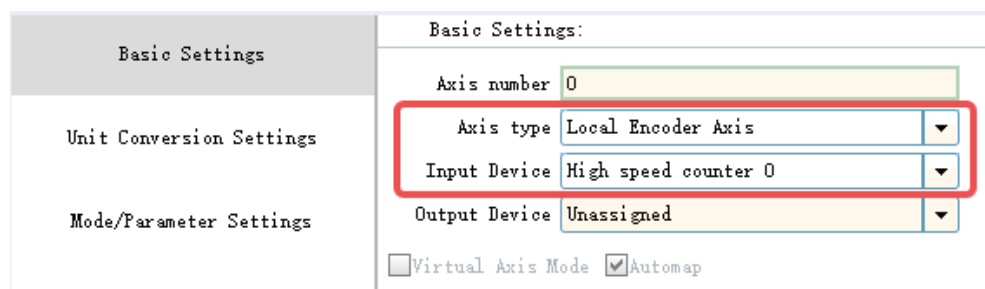 Basic Settings
Unit Conversion Settings
Mode/Parameter Settings
Basic Settings:
Axis number 0
Axis type Local Encoder Axis
Input Device High speed counter 0
Output Device Unassigned
Virtual Axis Mode Automap